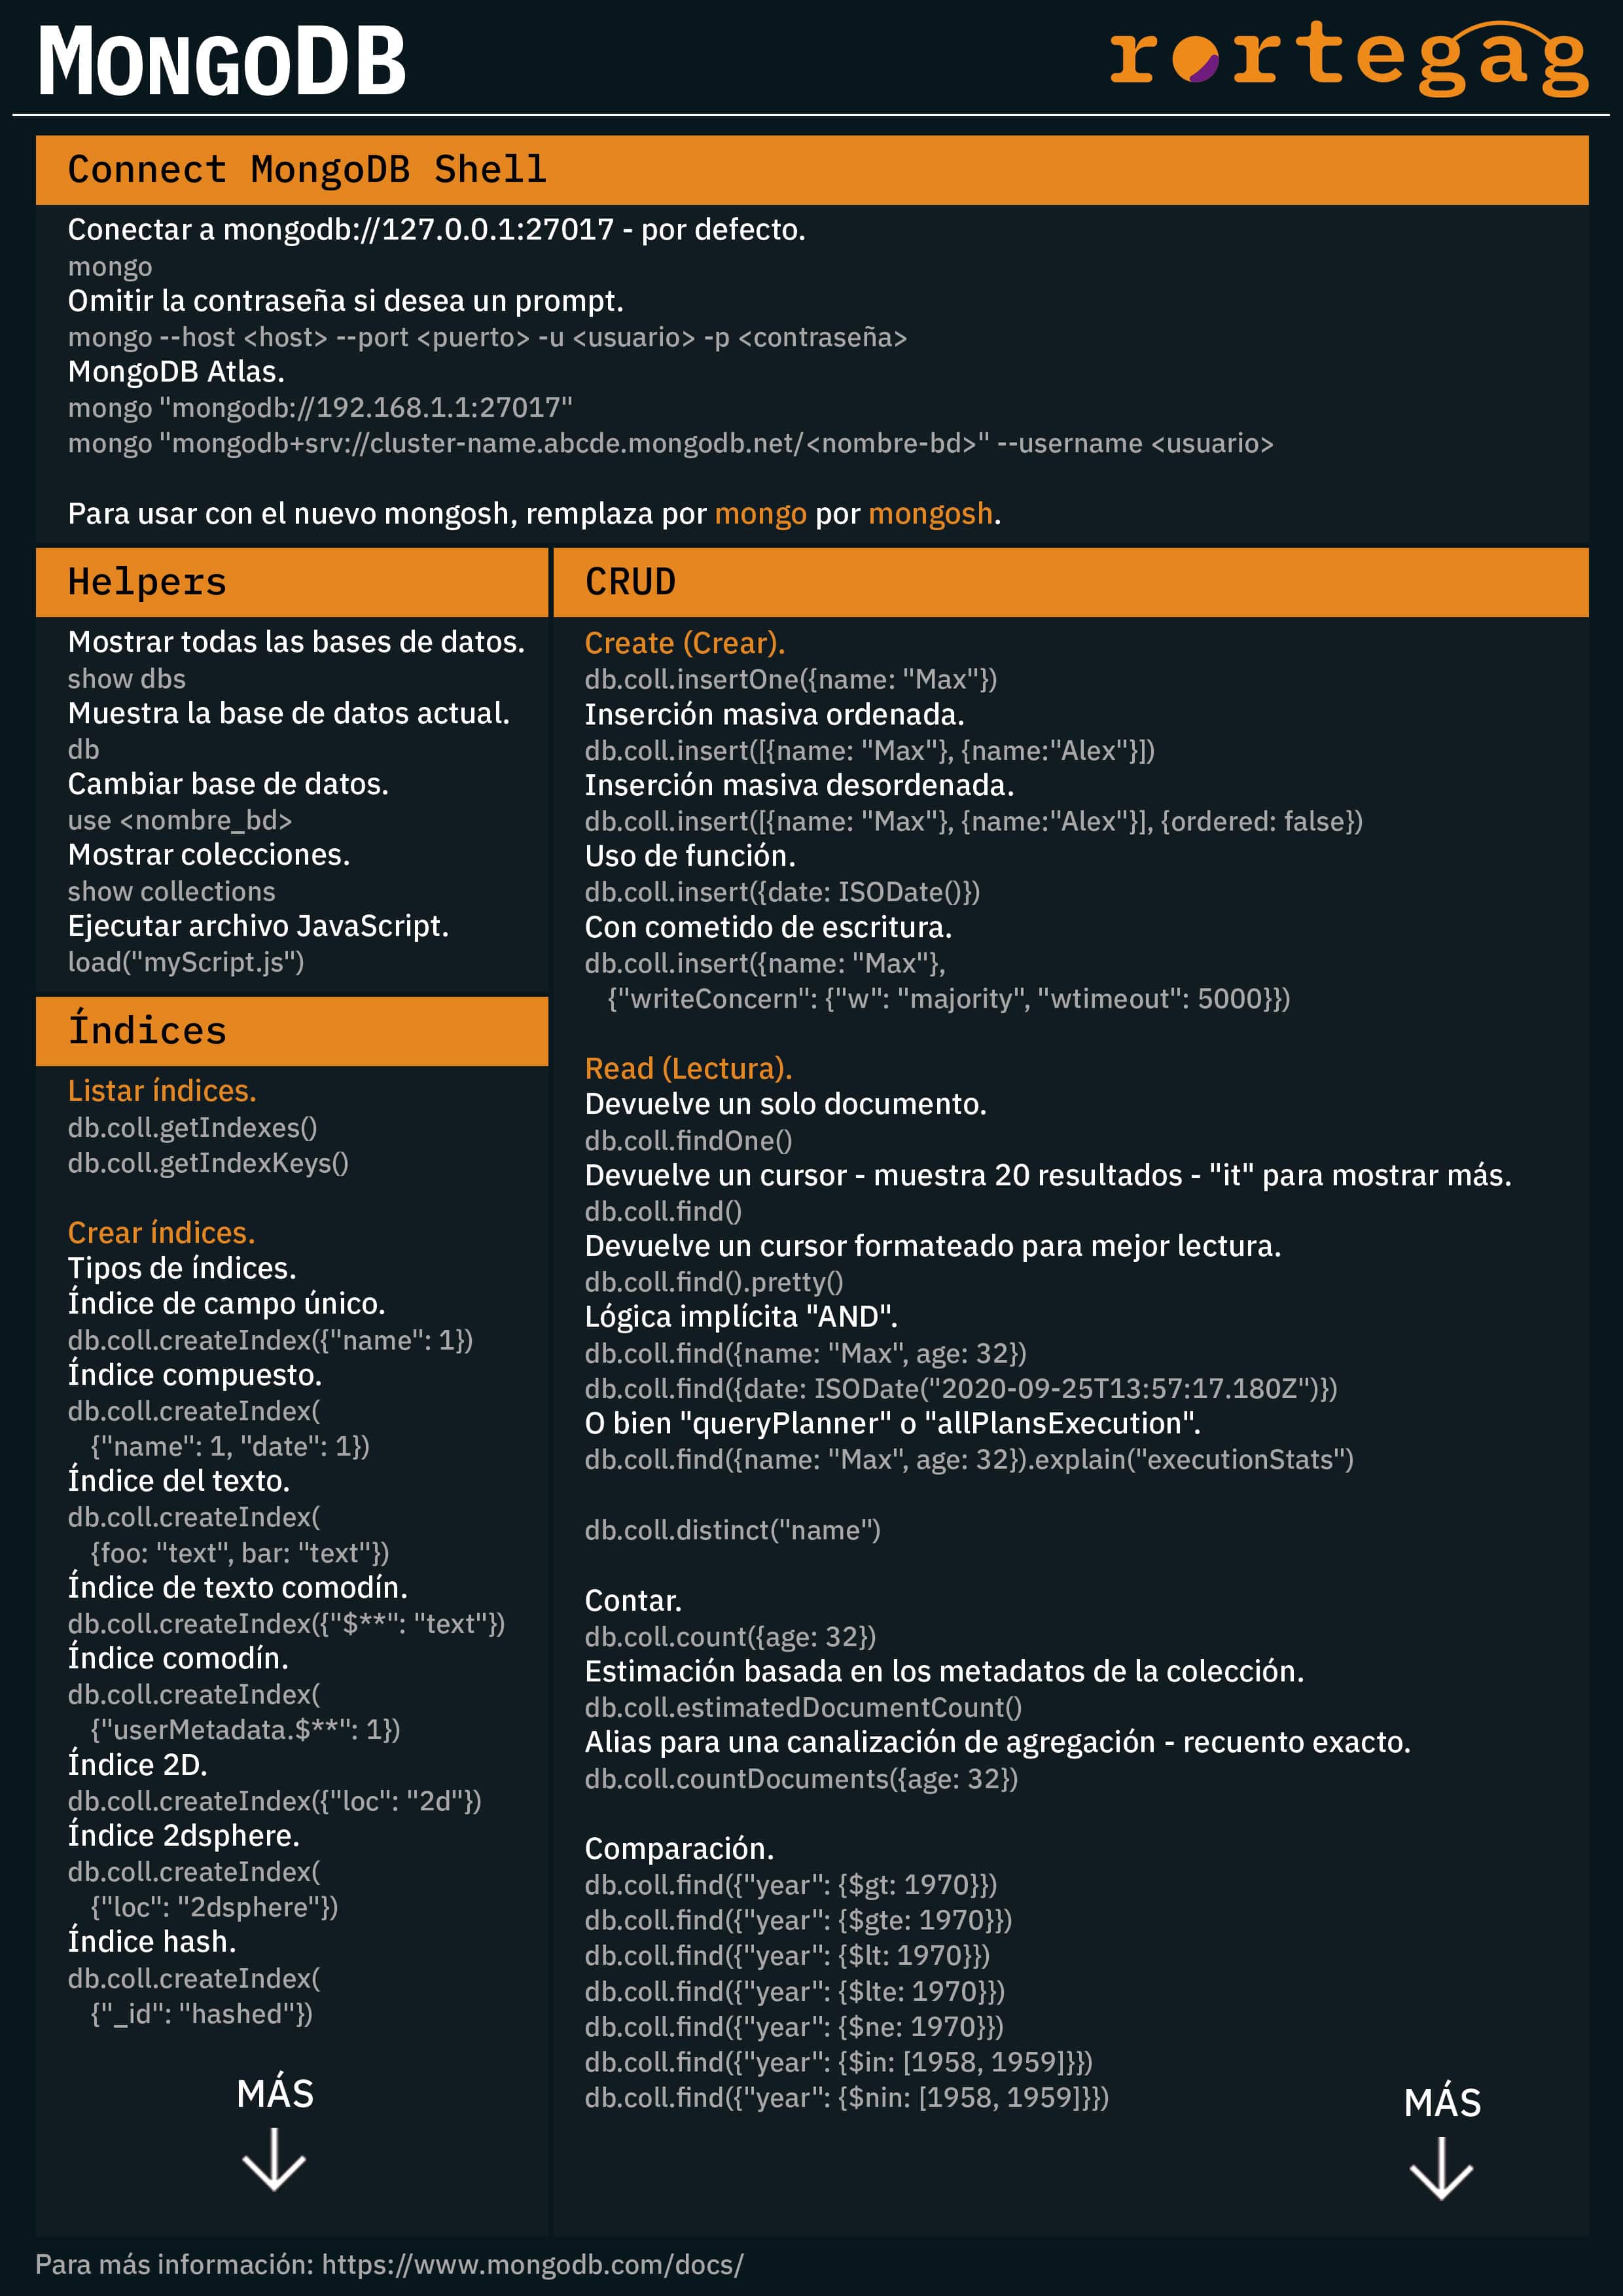 MONGODB
rortegag
Connect MongoDB Shell
Conectar a mongodb://127.0.0.1:27017 - por defecto.
mongo
Omitir la contraseña si desea un prompt.
mongo --host <host> --port <puerto> -u <usuario> -p <contraseña>
MongoDB Atlas.
mongo "mongodb://192.168.1.1:27017"
mongo "mongodb+srv://cluster-name.abcde.mongodb.net/<nombre-bd>" --username <usuario>
Para usar con el nuevo mongosh, remplaza por mongo por mongosh.
Helpers
Mostrar todas las bases de datos.
show dbs
Muestra la base de datos actual.
db
Cambiar base de datos.
use <nombre_bd>
Mostrar colecciones.
show collections
Ejecutar archivo JavaScript.
load("myScript.js")
Índices
Listar índices.
db.coll.getIndexes()
db.coll.getIndexKeys()
Crear índices.
Tipos de índices.
Índice de campo único.
db.coll.createIndex({"name": 1})
Índice compuesto.
db.coll.createIndex(
{"name": 1, "date": 1})
Índice del texto.
db.coll.createIndex(
{foo: "text", bar: "text"})
Índice de texto comodín.
db.coll.createIndex({"$**": "text"})
Índice comodín.
db.coll.createIndex(
{"userMetadata.$**": 1})
Índice 2D.
db.coll.createIndex({"loc": "2d"})
Índice 2dsphere.
db.coll.createIndex(
{"loc": "2dsphere"})
Índice hash.
db.coll.createIndex(
{"_id": "hashed"})
MÁS
CRUD
Create (Crear).
db.coll.insertOne({name: "Max"})
Inserción masiva ordenada.
db.coll.insert([{name: "Max"}, {name:"Alex"}])
Inserción masiva desordenada.
db.coll.insert([{name: "Max"}, {name:"Alex"}], {ordered: false})
Uso de función.
db.coll.insert({date: ISODate()})
Con cometido de escritura.
db.coll.insert({name: "Max"},
{"writeConcern": {"w": "majority", "wtimeout": 5000}})
Read (Lectura).
Devuelve un solo documento.
db.coll.findOne()
Devuelve un cursor - muestra 20 resultados - "it" para mostrar más.
db.coll.find()
Devuelve un cursor formateado para mejor lectura.
db.coll.find().pretty()
Lógica implícita "AND".
db.coll.find({name: "Max", age: 32})
db.coll.find({date: ISODate("2020-09-25T13:57:17.180Z")})
O bien "queryPlanner" o "allPlansExecution".
db.coll.find({name: "Max", age: 32}).explain("executionStats")
db.coll.distinct("name")
Contar.
db.coll.count({age: 32})
Estimación basada en los metadatos de la colección.
db.coll.estimatedDocumentCount()
Alias para una canalización de agregación - recuento exacto.
db.coll.countDocuments({age: 32})
Comparación.
db.coll.find({"year": {$gt: 1970}})
db.coll.find({"year": {$gte: 1970}})
db.coll.find({"year": {$lt: 1970}})
db.coll.find({"year": {$lte: 1970}})
db.coll.find({"year": {$ne: 1970}})
db.coll.find({"year": {$in: [1958, 1959]}})
db.coll.find({"year": {$nin: [1958, 1959]}})
MÁS
Para más información: https://www.mongodb.com/docs/